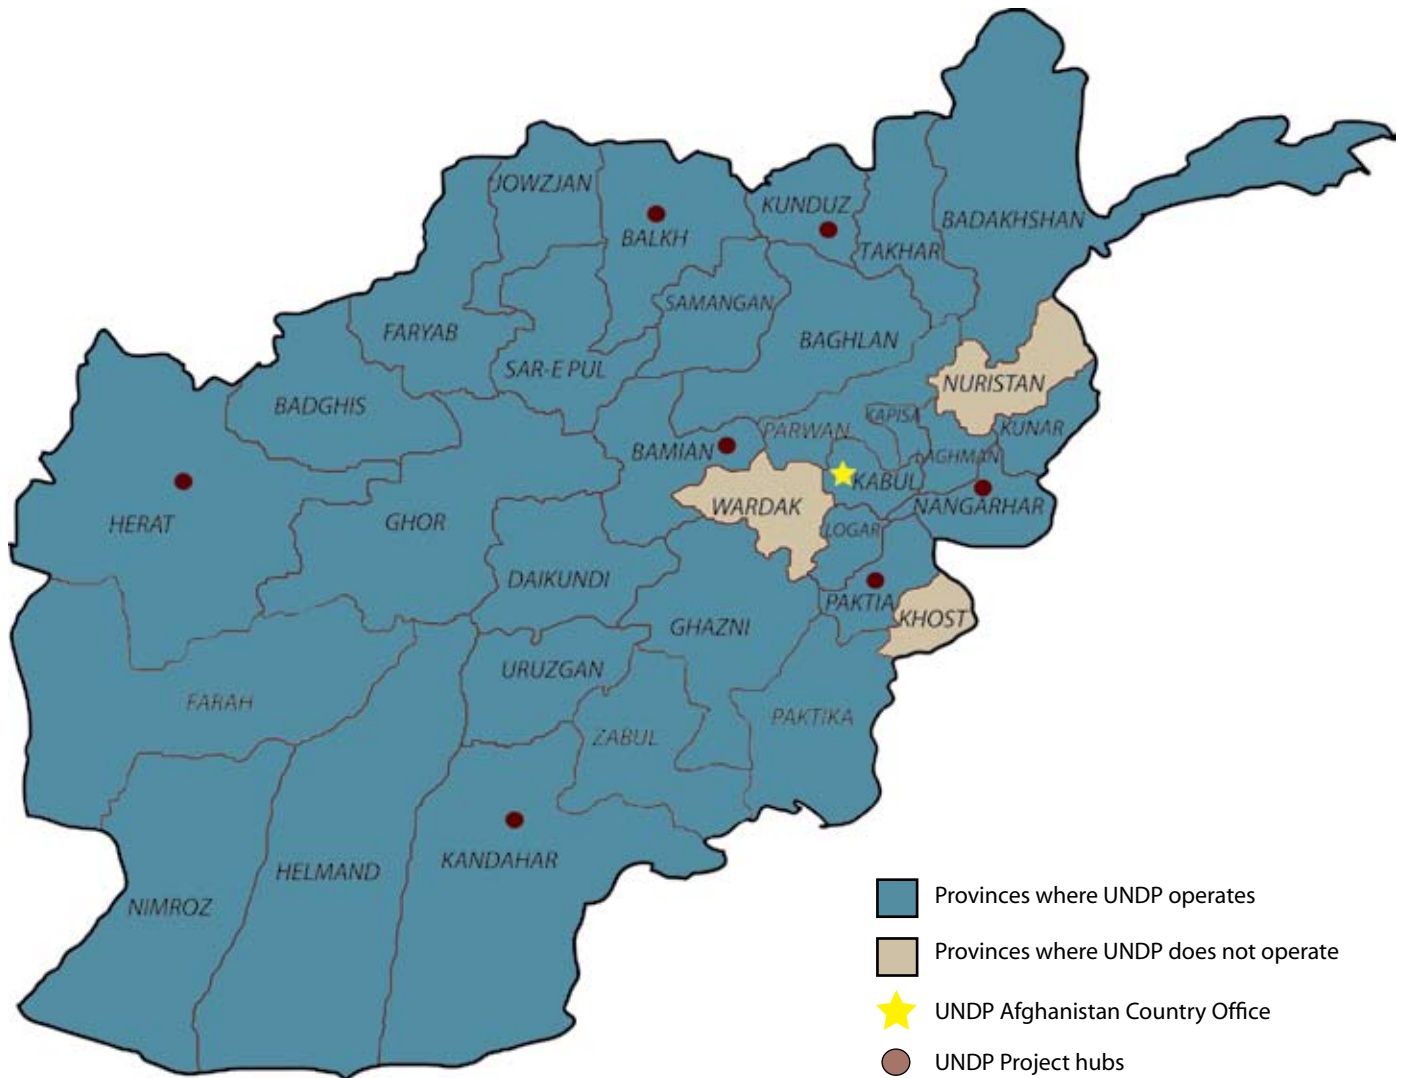 JOWZJAN
KUNDUZ
BADAKHSHAN
BALKH
TAKHAR
SAMANGAN
FARYAB
BAGHLAN
SAR-E PUL
NURISTAN
BADGHIS
KAPISA
PARWAN
KUNAR
BAMIAN
LAGHMAN
KABUL
WARDAK
NANGARHAR
HERAT
GHOR
LOGAR
DAIKUNDI
PAKTIA
KHOST
GHAZNI
URUZGAN
FARAH
PAKTIKA
ZABUL
KANDAHAR
HELMAND
NIMROZ
Provinces where UNDP operates
Provinces where UNDP does not operate
UNDP Afghanistan Country Office
UNDP Project hubs